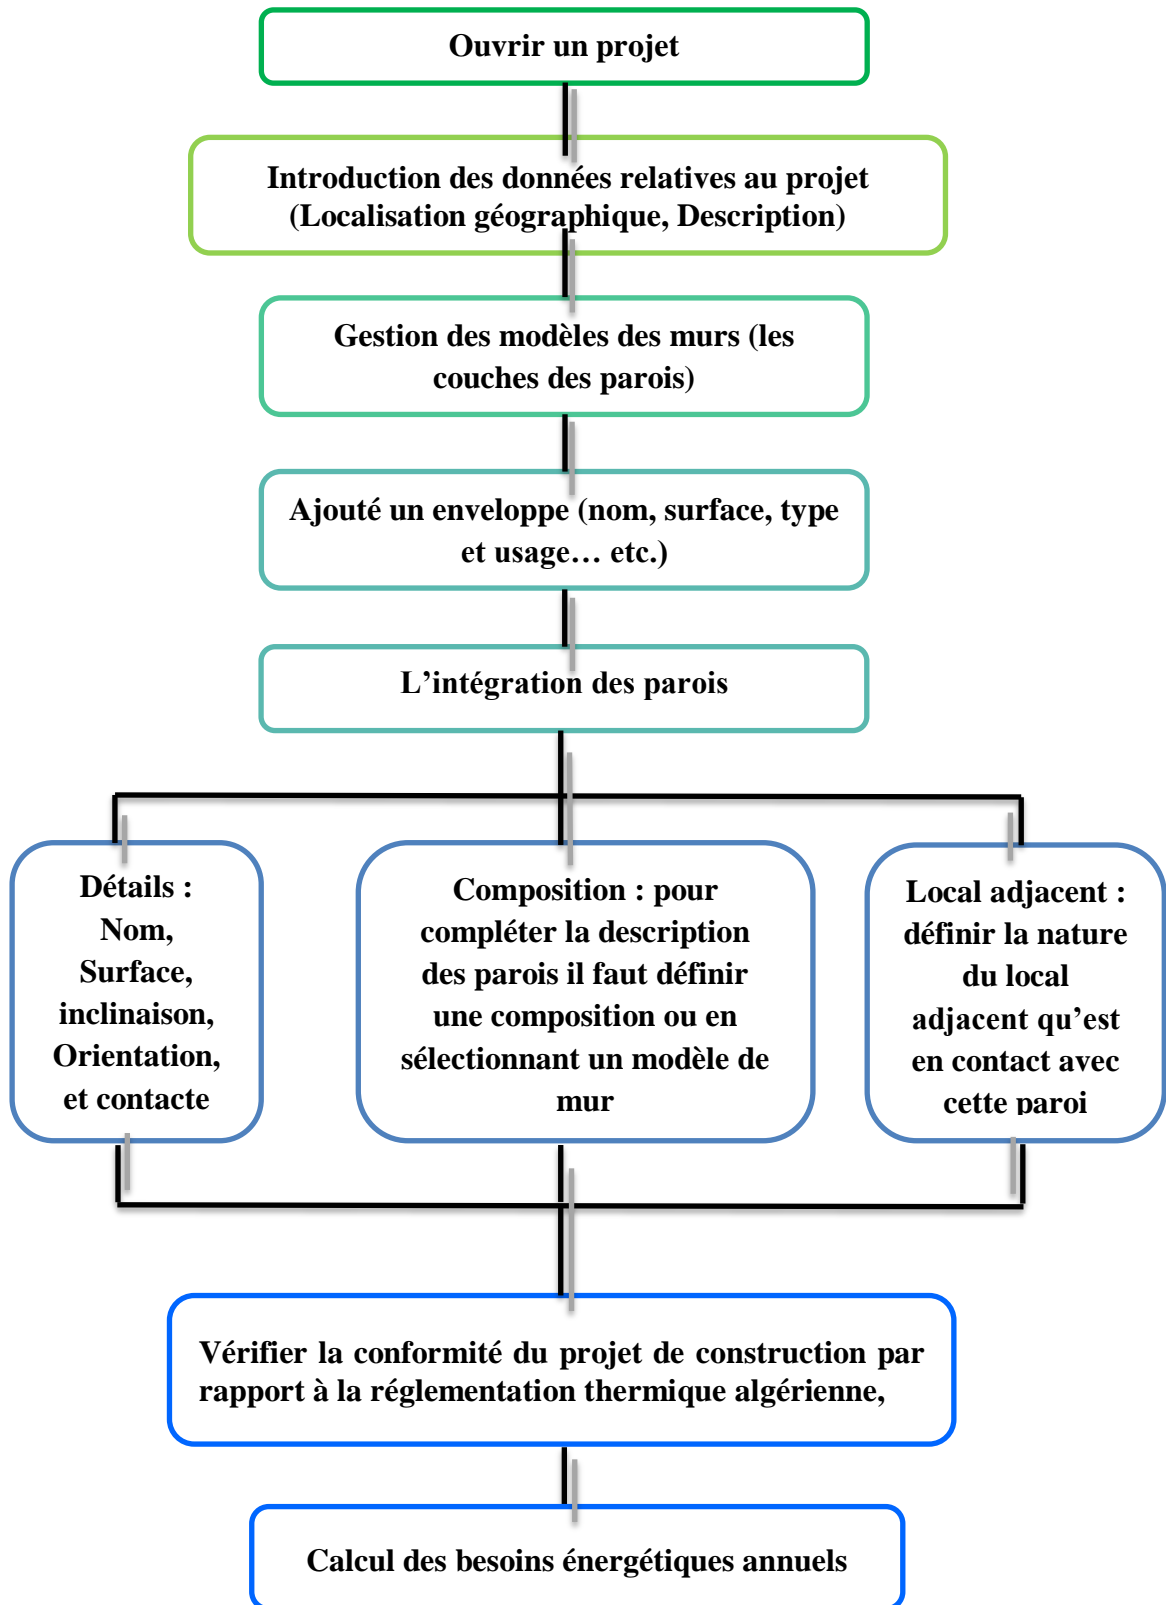 Ouvrir un projet
Introduction des données relatives au projet
(Localisation géographique, Description)
Gestion des modèles des murs (les
couches des parois)
Ajouté un enveloppe (nom, surface, type
et usage… etc.)
L’intégration des parois
Détails :
Nom,
Surface,
inclinaison,
Orientation,
et contacte
Composition : pour
compléter la description
des parois il faut définir
une composition ou en
sélectionnant un modèle de
mur
Local adjacent :
définir la nature
du local
adjacent qu’est
en contact avec
cette paroi
Vérifier la conformité du projet de construction par
rapport à la réglementation thermique algérienne,
Calcul des besoins énergétiques annuels